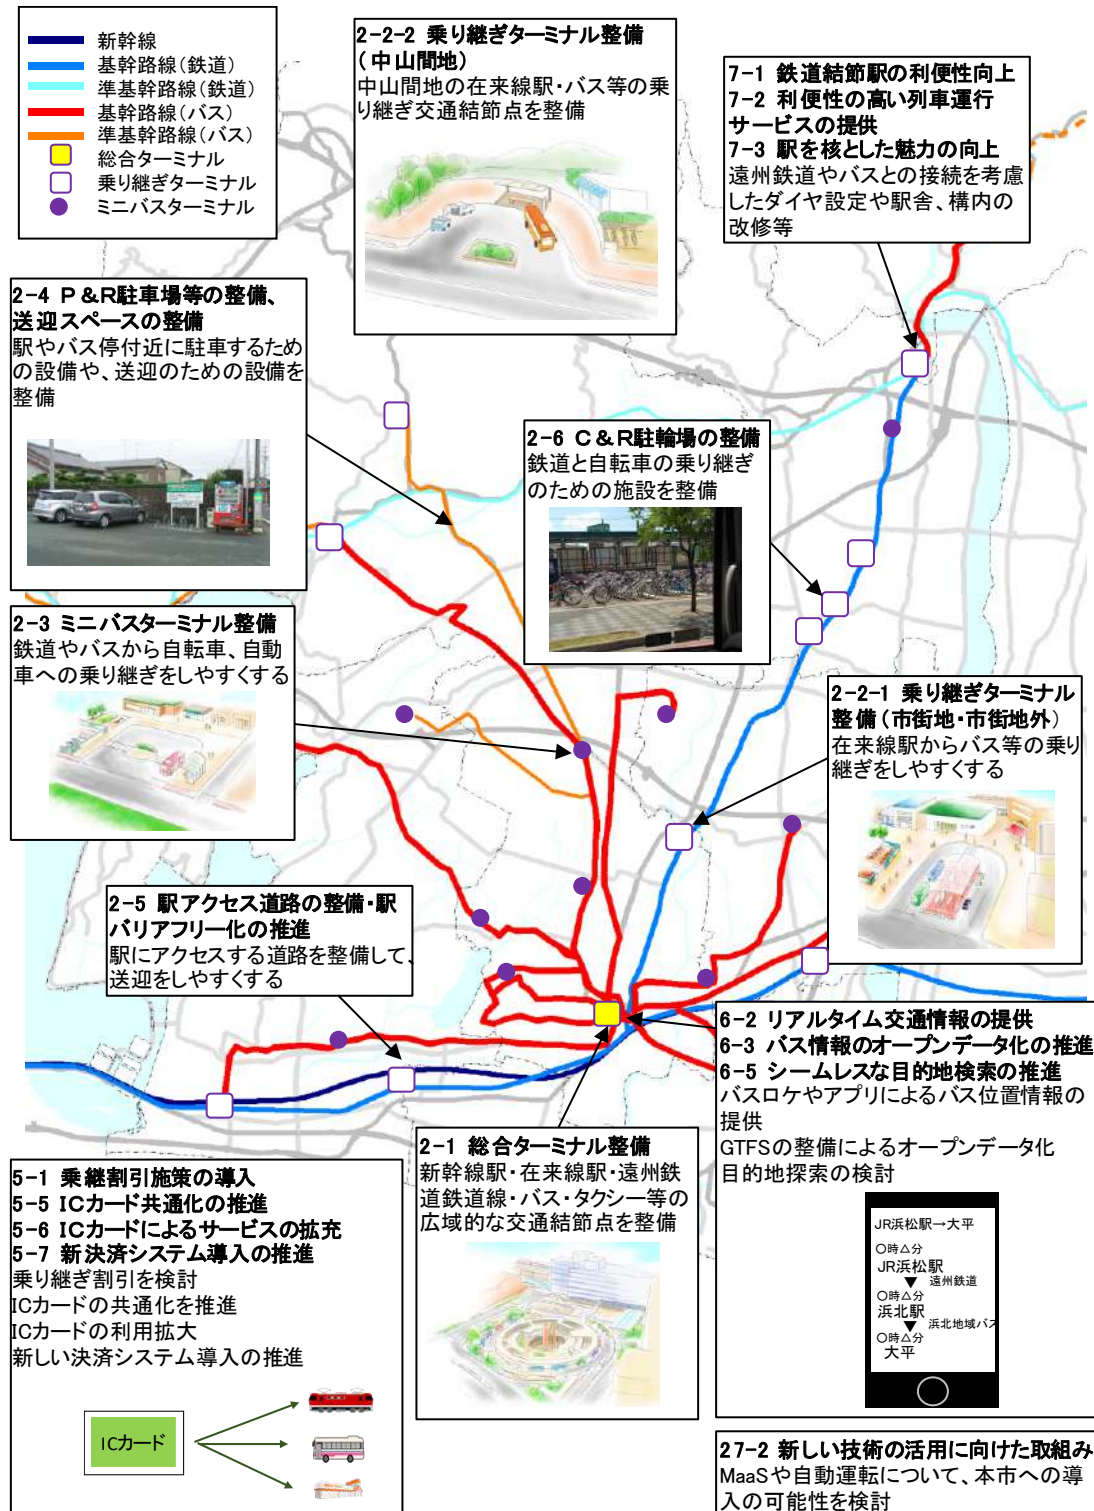 新幹線
基幹路線(鉄道)
準基幹路線(鉄道)
基幹路線(バス)
準基幹路線(バス)
総合ターミナル
乗り継ぎターミナル
ミニバスターミナル
2-2-2 乗り継ぎターミナル整備
(中山間地)
中山間地の在来線駅・バス等の乗
り継ぎ交通結節点を整備
7-1 鉄道結節駅の利便性向上
7-2 利便性の高い列車運行
サービスの提供
7-3 駅を核とした魅力の向上
遠州鉄道やバスとの接続を考慮
したダイヤ設定や駅舎、構内の
改修等
2-4 P&R駐車場等の整備、
送迎スペースの整備
駅やバス停付近に駐車するため
の設備や、送迎のための設備を
整備
2-6 C&R駐輪場の整備
鉄道と自転車の乗り継ぎ
のための施設を整備
2-3 ミニバスターミナル整備
鉄道やバスから自転車、自動
車への乗り継ぎをしやすくする
2-2-1 乗り継ぎターミナル
整備(市街地・市街地外)
在来線駅からバス等の乗り
継ぎをしやすくする
2-5 駅アクセス道路の整備・駅
バリアフリー化の推進
駅にアクセスする道路を整備して、
送迎をしやすくする
6-2 リアルタイム交通情報の提供
6-3 バス情報のオープンデータ化の推進
6-5 シームレスな目的地検索の推進
バスロケやアプリによるバス位置情報の
提供
GTFSの整備によるオープンデータ化
目的地探索の検討
JR浜松駅→大平
○時△分
JR浜松駅
▼ 遠州鉄道
○時△分
浜北駅
▼ 浜北地域バス
○時△分
大平
2-1 総合ターミナル整備
新幹線駅・在来線駅・遠州鉄
道鉄道線・バス・タクシー等の
広域的な交通結節点を整備
5-1 乗継割引施策の導入
5-5 ICカード共通化の推進
5-6 ICカードによるサービスの拡充
5-7 新決済システム導入の推進
乗り継ぎ割引を検討
ICカードの共通化を推進
ICカードの利用拡大
新しい決済システム導入の推進
ICカード
27-2 新しい技術の活用に向けた取組み
MaaSや自動運転について、本市への導
入の可能性を検討